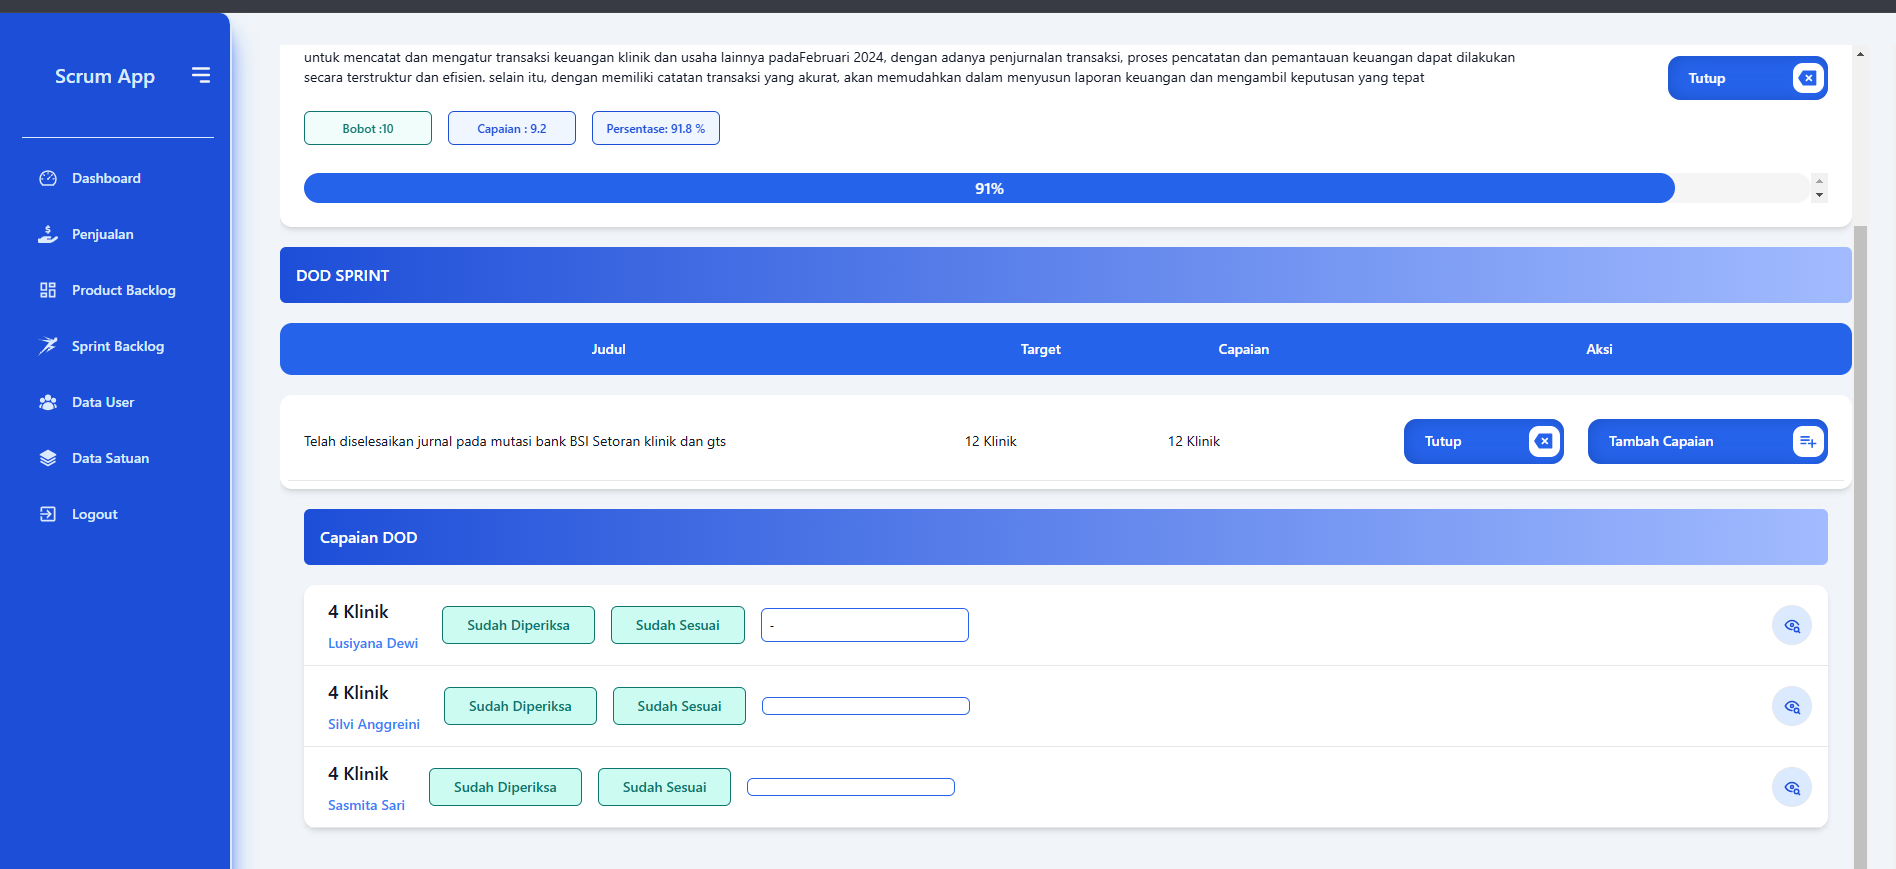 Scrum App
Dashboard
Penjualan
Product Backlog
Sprint Backlog
Data User
Data Satuan
Logout
untuk mencatat dan mengatur transaksi keuangan klinik dan usaha lainnya padaFebruari 2024, dengan adanya penjurnalan transaksi, proses pencatatan dan pemantauan keuangan dapat dilakukan
secara terstruktur dan efisien. selain itu, dengan memiliki catatan transaksi yang akurat, akan memudahkan dalam menyusun laporan keuangan dan mengambil keputusan yang tepat
Tutup
Bobot :10 Capaian : 9.2 Persentase: 91.8 %
91%
DOD SPRINT
Judul Target Capaian Aksi
Telah diselesaikan jurnal pada mutasi bank BSI Setoran klinik dan gts 12 Klinik 12 Klinik Tutup Tambah Capaian
Capaian DOD
4 Klinik
Lusiyana Dewi
Sudah Diperiksa Sudah Sesuai -
4 Klinik
Silvi Anggreini
Sudah Diperiksa Sudah Sesuai
4 Klinik
Sasmita Sari
Sudah Diperiksa Sudah Sesuai